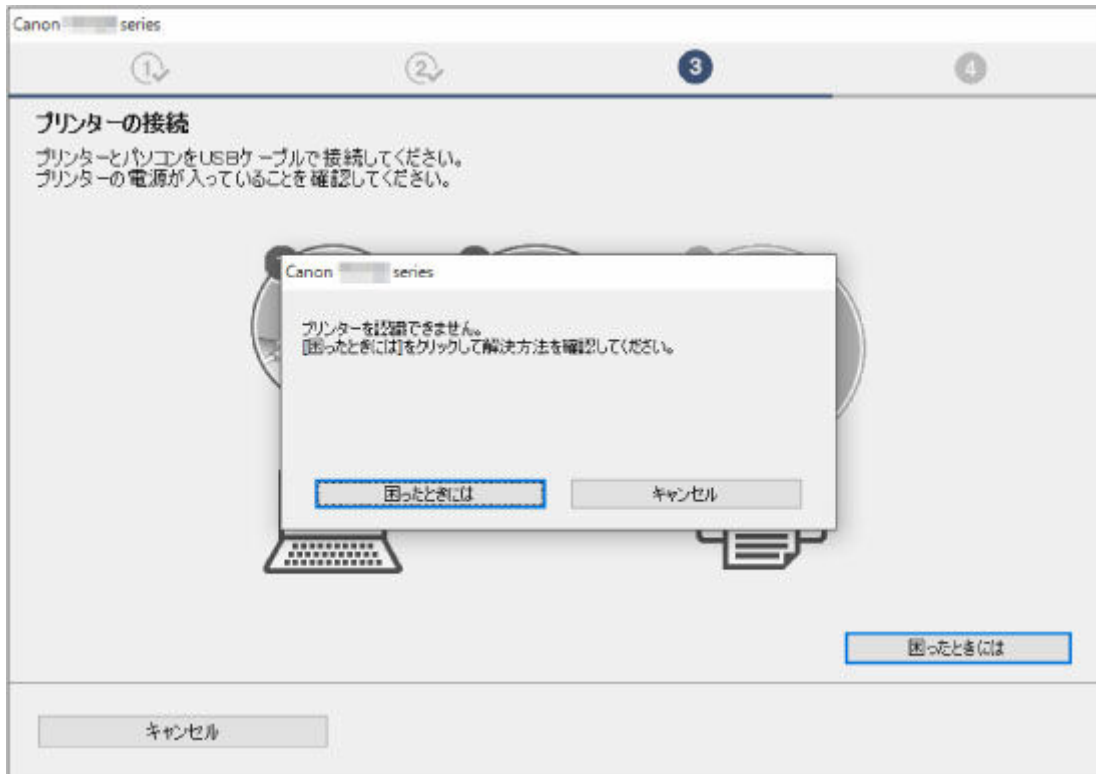 Canon series
1 2 3 4
プリンターの接続
プリンターとパソコンをUSBケーブルで接続してください。
プリンターの電源が入っていることを確認してください。
Canon series
プリンターを認識できません。
[困ったときには]をクリックして解決方法を確認してください。
困ったときには キャンセル
困ったときには
キャンセル